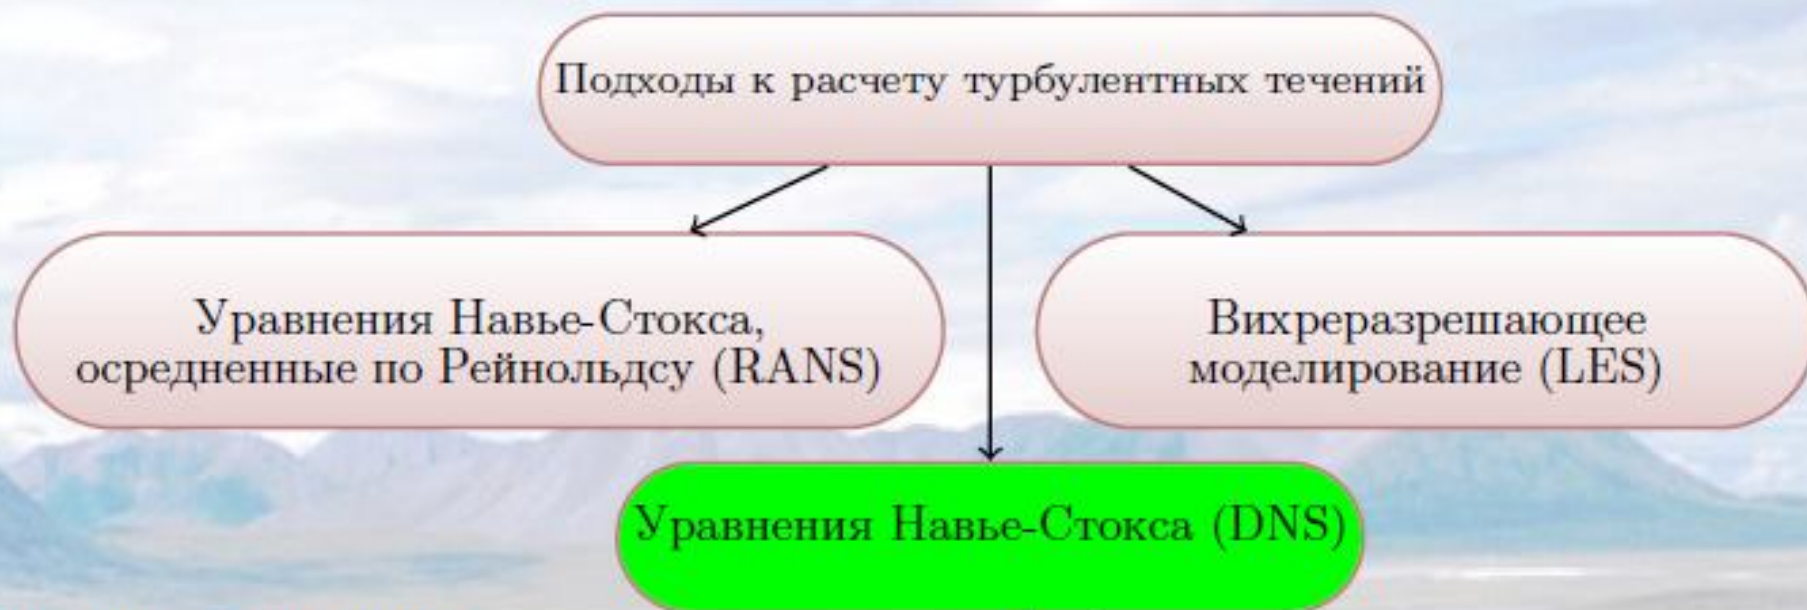 Подходы к расчету турбулентных течений
Уравнения Навье-Стокса,
осредненные по Рейнольдсу (RANS)
Вихреразрешающее
моделирование (LES)
Уравнения Навье-Стокса (DNS)